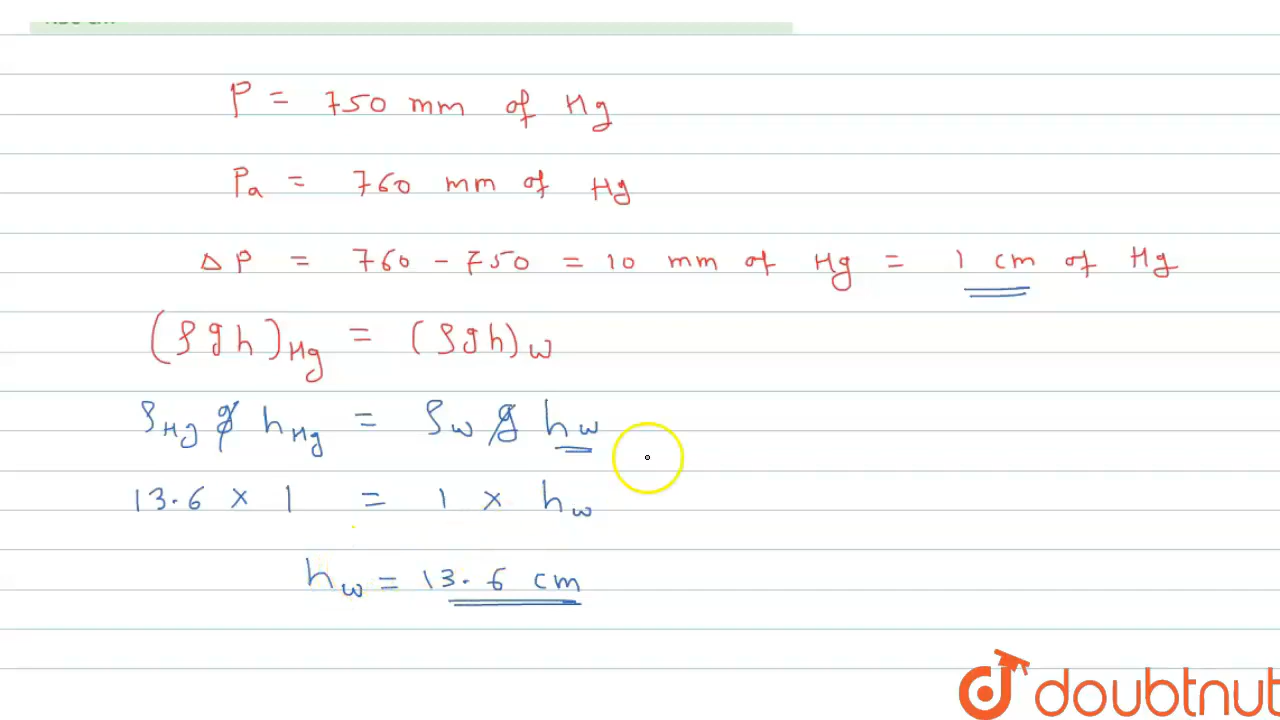 P = 750 mm of Hg
Pa = 760 mm of Hg
Δ P = 760 - 750 = 10 mm of Hg = 1 cm of Hg
(ρgh)Hg = (ρgh)w
ρHg g hHg = ρw g hw
13.6 × 1 = 1 × hw
hw = 13.6 cm
doubtnut